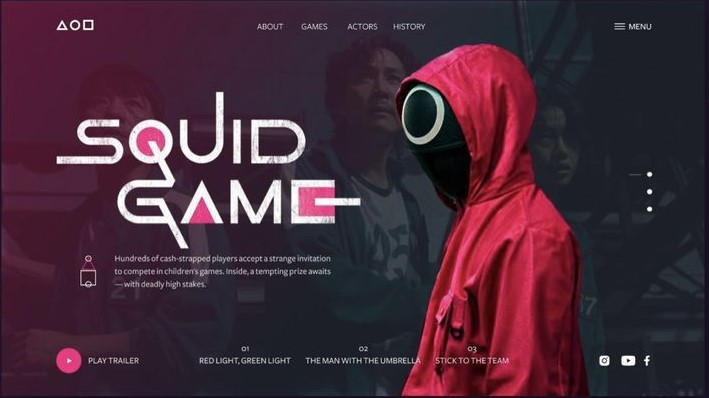 ABOUT GAMES ACTORS HISTORY
MENU
SQUID
GAME
Hundreds of cash-strapped players accept a strange invitation
to compete in children's games. Inside, a tempting prize awaits
—with deadly high stakes.
PLAY TRAILER
01
RED LIGHT, GREEN LIGHT
02
THE MAN WITH THE UMBRELLA
03
STICK TO THE TEAM